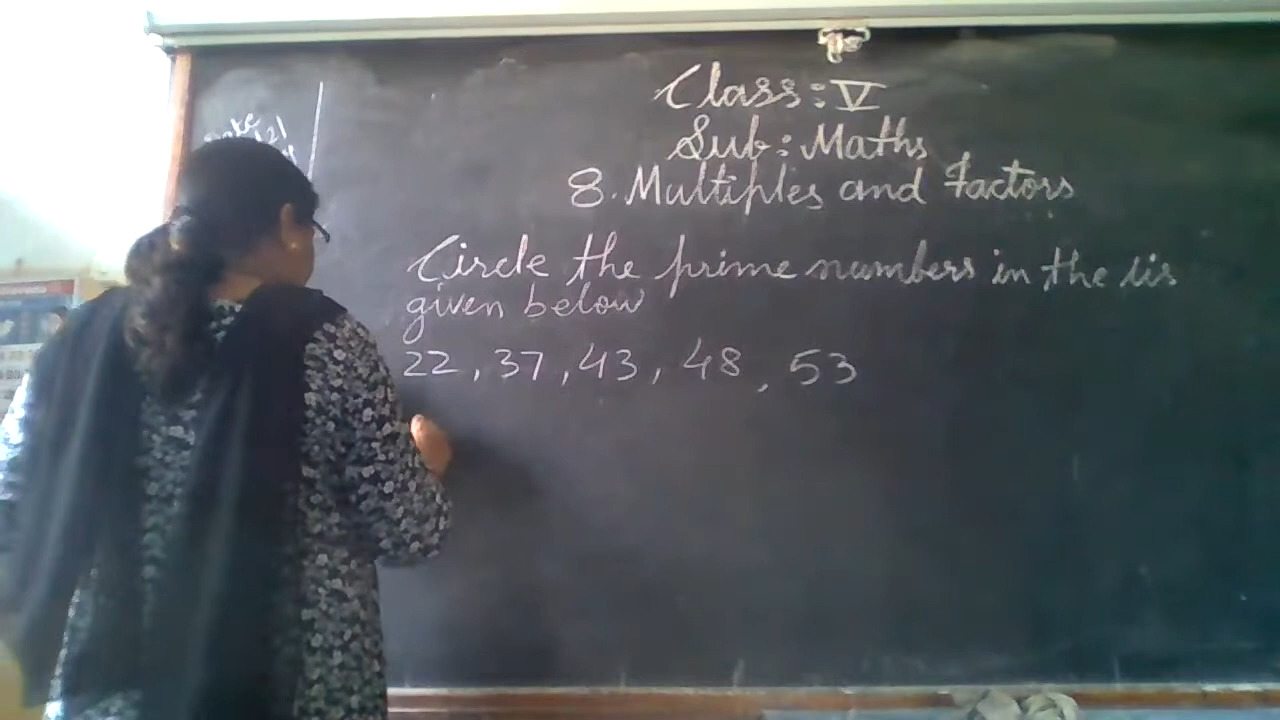 Class: V
Sub: Maths
8. Multiples and Factors
Circle the prime numbers in the lis
given below
22, 37, 43, 48, 53